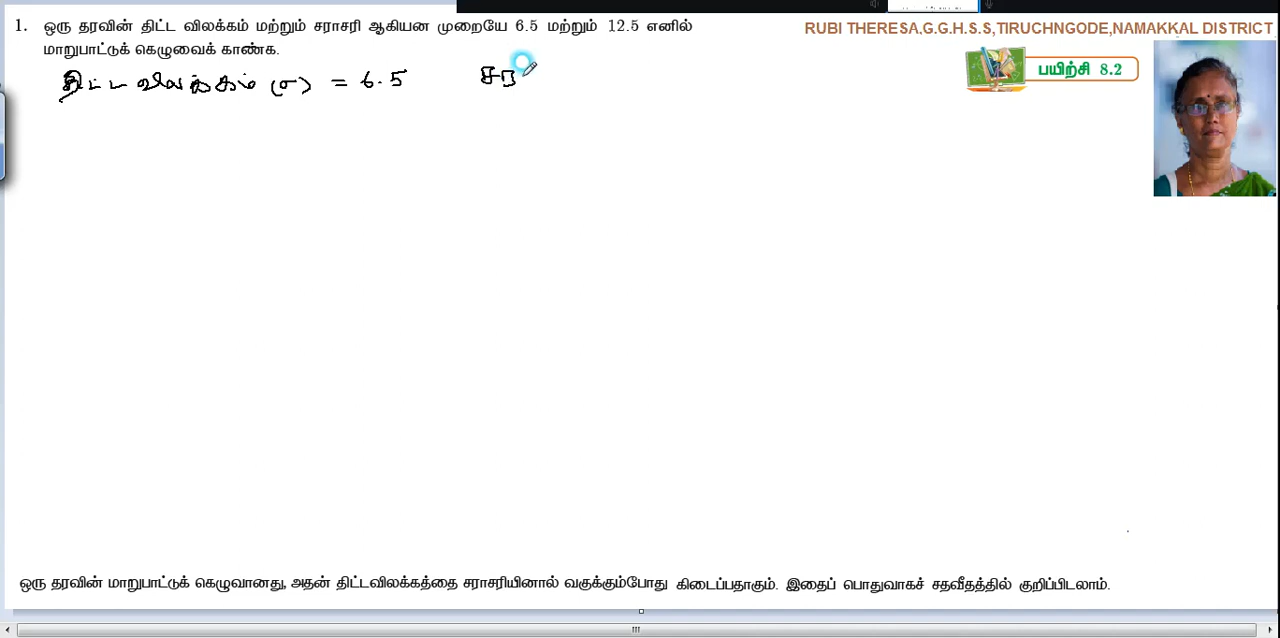 1. ஒரு தரவின் திட்ட விலக்கம் மற்றும் சராசரி ஆகியன முறையே 6.5 மற்றும் 12.5 எனில்
மாறுபாட்டுக் கெழுவைக் காண்க.
RUBI THERESA,G.G.H.S.S,TIRUCHNGODE,NAMAKKAL DISTRICT
பயிற்சி 8.2
திட்ட விலக்கம் (σ) = 6.5 சரா
ஒரு தரவின் மாறுபாட்டுக் கெழுவானது, அதன் திட்டவிலக்கத்தை சராசரியினால் வகுக்கும்போது கிடைப்பதாகும். இதைப் பொதுவாகச் சதவீதத்தில் குறிப்பிடலாம்.